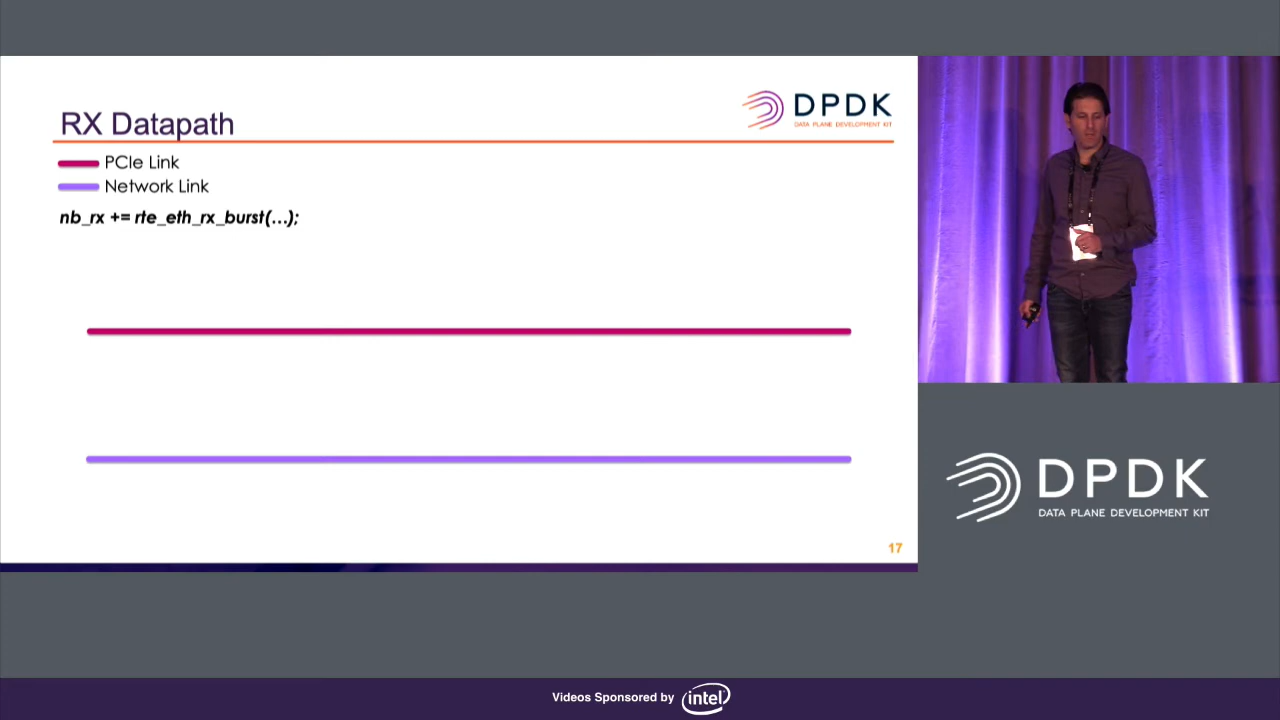 RX Datapath
DPDK
DATA PLANE DEVELOPMENT KIT
PCIe Link
Network Link
nb_rx += rte_eth_rx_burst(...);
17
DPDK
DATA PLANE DEVELOPMENT KIT
Videos Sponsored by intel